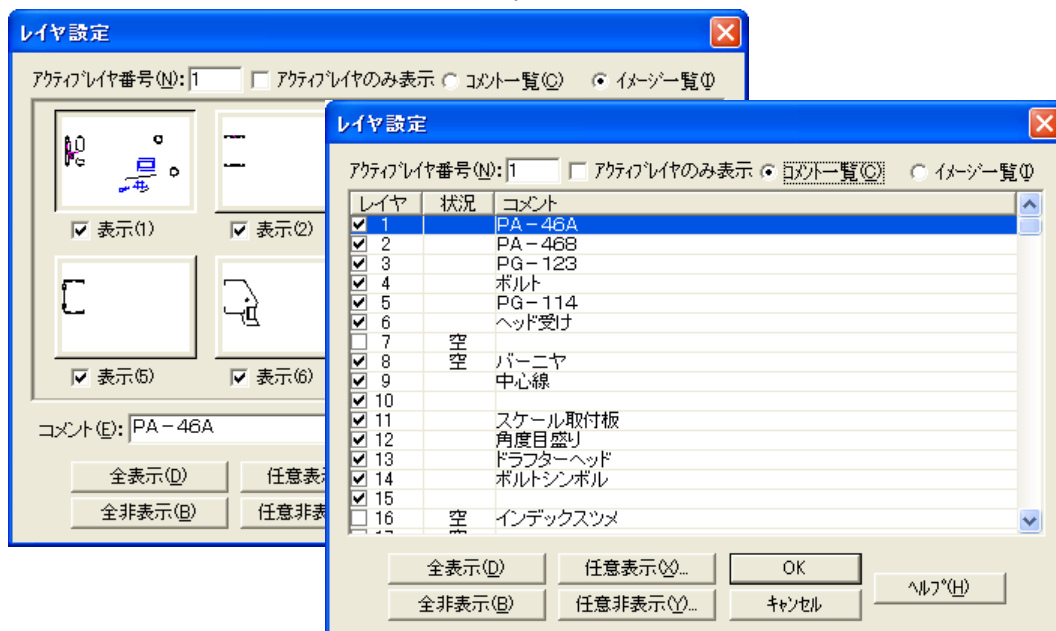 レイヤ設定
アクティブレイヤ番号(N): 1 アクティブレイヤのみ表示 コメント一覧(C) イメージ一覧(I)
表示(1) 表示(2)
表示(5) 表示(6)
コメント(E): PA-46A
全表示(D) 任意表
全非表示(B) 任意非表
レイヤ設定
アクティブレイヤ番号(N): 1 アクティブレイヤのみ表示 コメント一覧(C) イメージ一覧(I)
レイヤ 状況 コメント
1 PA-46A
2 PA-46B
3 PG-123
4 ボルト
5 PG-114
6 ヘッド受け
7 空
8 空 バーニヤ
9 中心線
10
11 スケール取付板
12 角度目盛り
13 ドラフターヘッド
14 ボルトシンボル
15
16 空 インデックスツメ
全表示(D) 任意表示(X)... OK
ヘルプ(H)
全非表示(B) 任意非表示(Y)... キャンセル